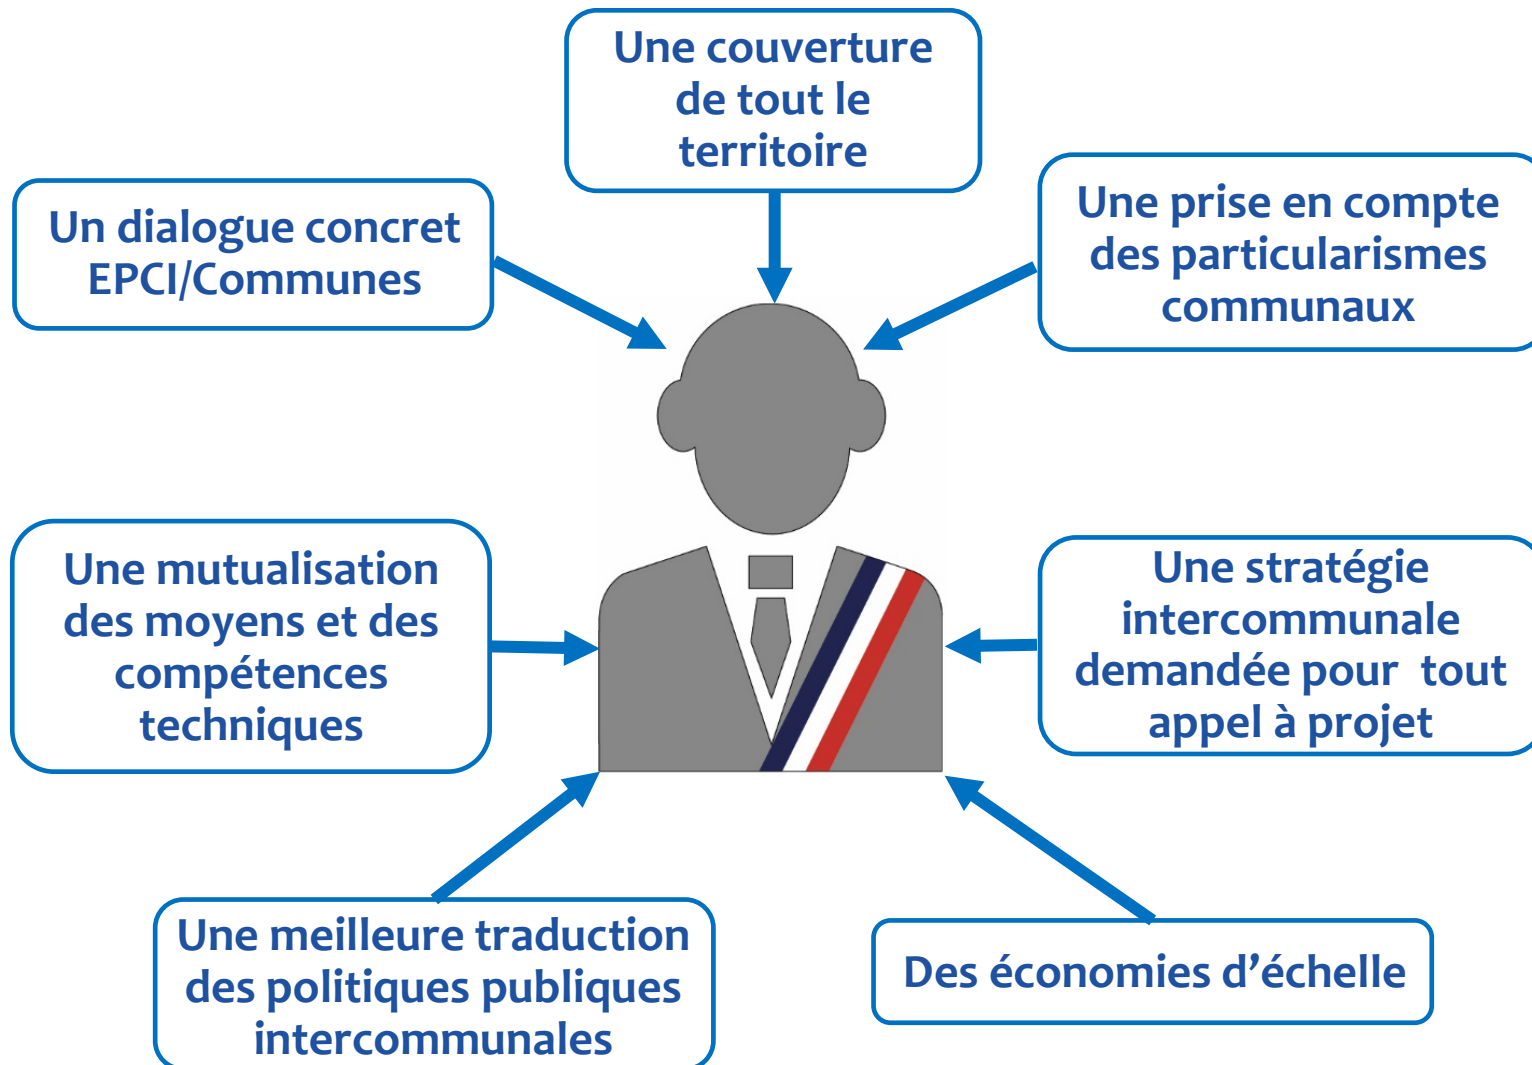 Une couverture
de tout le
territoire
Un dialogue concret
EPCI/Communes
Une prise en compte
des particularismes
communaux
Une mutualisation
des moyens et des
compétences
techniques
Une stratégie
intercommunale
demandée pour  tout
appel à projet
Une meilleure traduction
des politiques publiques
intercommunales
Des économies d’échelle